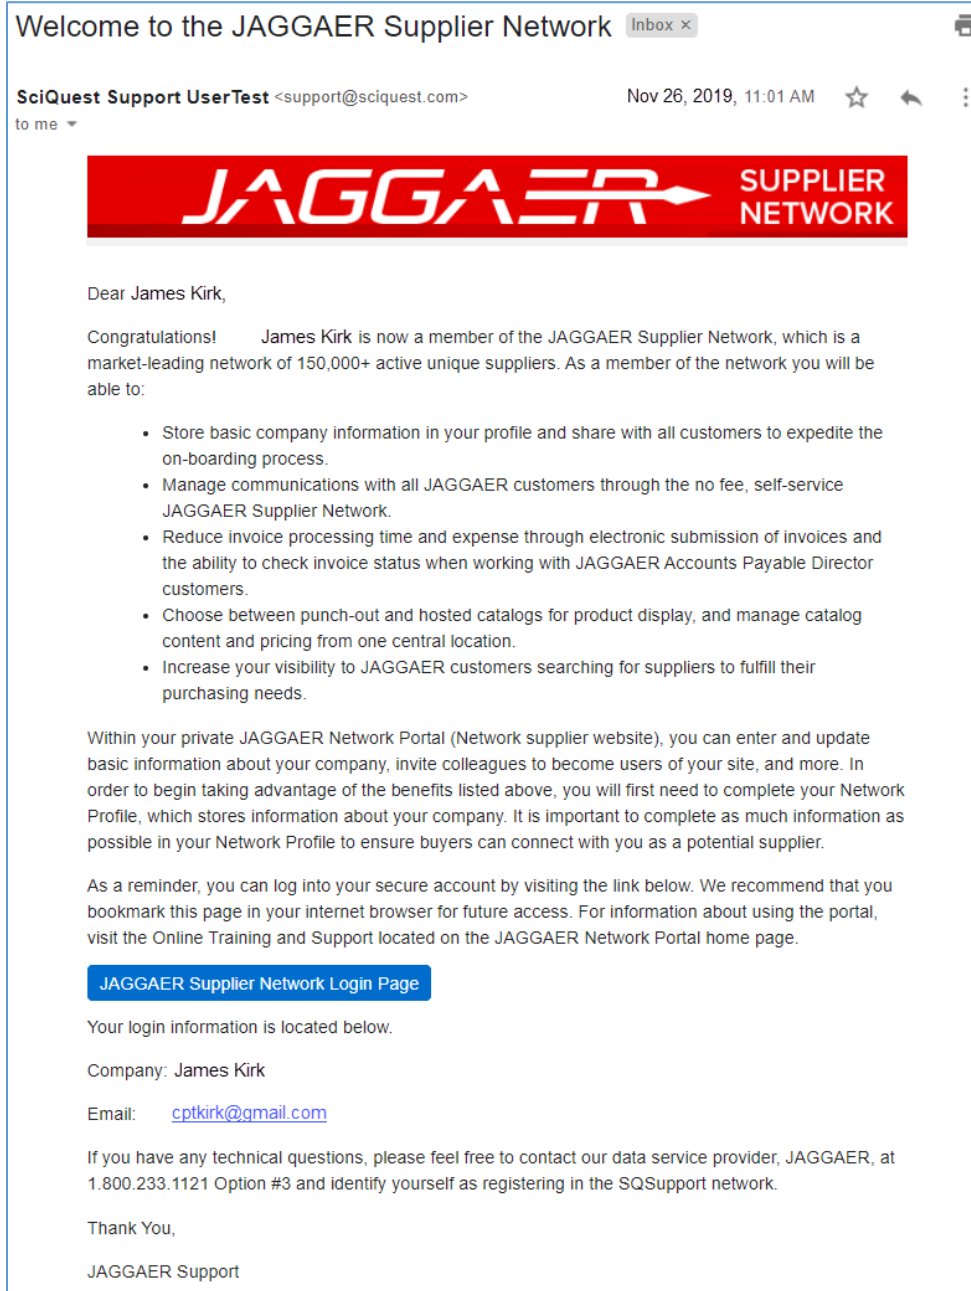 Welcome to the JAGGAER Supplier Network Inbox ×
SciQuest Support UserTest <support@sciquest.com> Nov 26, 2019, 11:01 AM
to me
JAGGAER SUPPLIER
NETWORK
Dear James Kirk,
Congratulations! James Kirk is now a member of the JAGGAER Supplier Network, which is a
market-leading network of 150,000+ active unique suppliers. As a member of the network you will be
able to:
• Store basic company information in your profile and share with all customers to expedite the
on-boarding process.
• Manage communications with all JAGGAER customers through the no fee, self-service
JAGGAER Supplier Network.
• Reduce invoice processing time and expense through electronic submission of invoices and
the ability to check invoice status when working with JAGGAER Accounts Payable Director
customers.
• Choose between punch-out and hosted catalogs for product display, and manage catalog
content and pricing from one central location.
• Increase your visibility to JAGGAER customers searching for suppliers to fulfill their
purchasing needs.
Within your private JAGGAER Network Portal (Network supplier website), you can enter and update
basic information about your company, invite colleagues to become users of your site, and more. In
order to begin taking advantage of the benefits listed above, you will first need to complete your Network
Profile, which stores information about your company. It is important to complete as much information as
possible in your Network Profile to ensure buyers can connect with you as a potential supplier.
As a reminder, you can log into your secure account by visiting the link below. We recommend that you
bookmark this page in your internet browser for future access. For information about using the portal,
visit the Online Training and Support located on the JAGGAER Network Portal home page.
JAGGAER Supplier Network Login Page
Your login information is located below.
Company: James Kirk
Email: cptkirk@gmail.com
If you have any technical questions, please feel free to contact our data service provider, JAGGAER, at
1.800.233.1121 Option #3 and identify yourself as registering in the SQSupport network.
Thank You,
JAGGAER Support